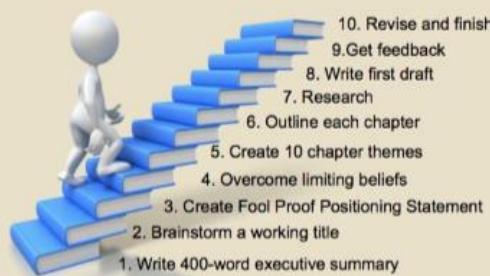 10. Revise and finish
9.Get feedback
8. Write first draft
7. Research
6. Outline each chapter
5. Create 10 chapter themes
4. Overcome limiting beliefs
3. Create Fool Proof Positioning Statement
2. Brainstorm a working title
1. Write 400-word executive summary